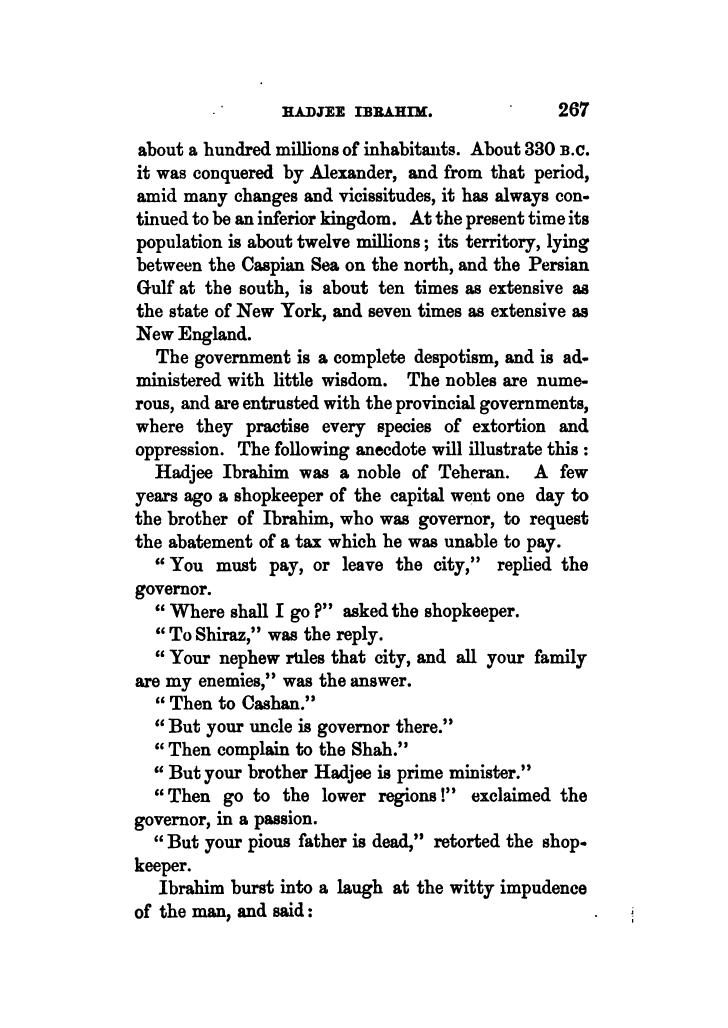 HADJEE IBRAHIM. 267
about a hundred millions of inhabitants. About 330 B.C.
it was conquered by Alexander, and from that period,
amid many changes and vicissitudes, it has always con-
tinued to be an inferior kingdom. At the present time its
population is about twelve millions; its territory, lying
between the Caspian Sea on the north, and the Persian
Gulf at the south, is about ten times as extensive as
the state of New York, and seven times as extensive as
New England.
The government is a complete despotism, and is ad-
ministered with little wisdom. The nobles are nume-
rous, and are entrusted with the provincial governments,
where they practise every species of extortion and
oppression. The following anecdote will illustrate this:
Hadjee Ibrahim was a noble of Teheran. A few
years ago a shopkeeper of the capital went one day to
the brother of Ibrahim, who was governor, to request
the abatement of a tax which he was unable to pay.
"You must pay, or leave the city," replied the
governor.
"Where shall I go?" asked the shopkeeper.
"To Shiraz," was the reply.
"Your nephew rules that city, and all your family
are my enemies," was the answer.
"Then to Cashan."
"But your uncle is governor there."
"Then complain to the Shah."
"But your brother Hadjee is prime minister."
"Then go to the lower regions!" exclaimed the
governor, in a passion.
"But your pious father is dead," retorted the shop-
keeper.
Ibrahim burst into a laugh at the witty impudence
of the man, and said: